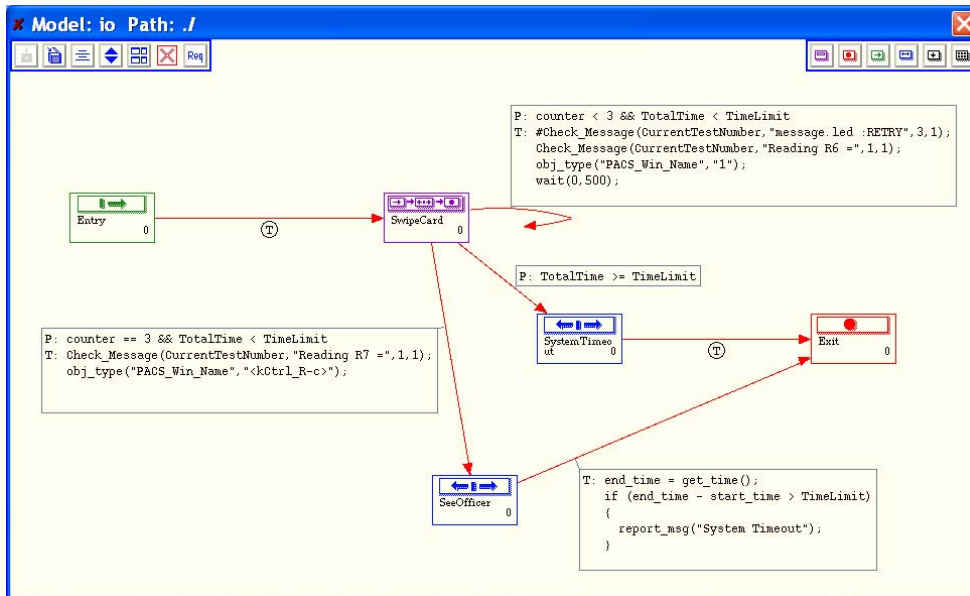 Model: io Path: ./
Req
P: counter < 3 && TotalTime < TimeLimit
T: #Check_Message(CurrentTestNumber,"message.led :RETRY",3,1);
Check_Message(CurrentTestNumber,"Reading R6 =",1,1);
obj_type("PACS_Win_Name","1");
wait(0,500);
Entry
0
T
SwipeCard
0
P: TotalTime >= TimeLimit
SystemTimeo
ut
0
T
Exit
0
P: counter == 3 && TotalTime < TimeLimit
T: Check_Message(CurrentTestNumber,"Reading R7 =",1,1);
obj_type("PACS_Win_Name","<kCtrl_R-c>");
SeeOfficer
0
T: end_time = get_time();
if (end_time - start_time > TimeLimit)
{
report_msg("System Timeout");
}